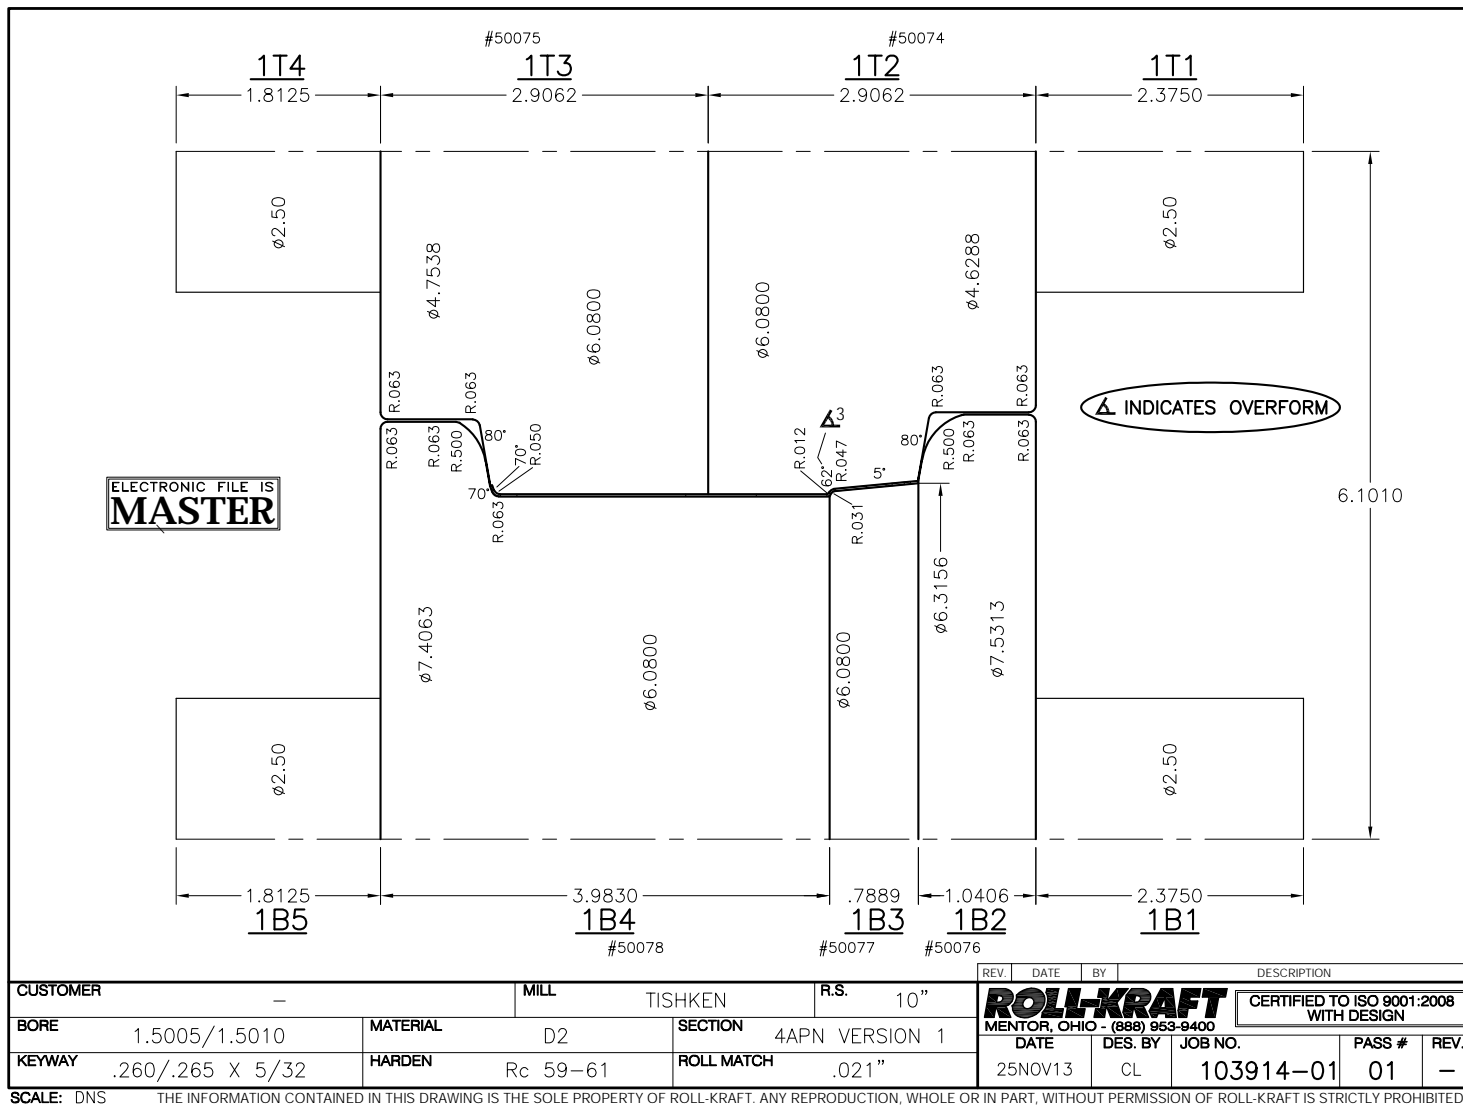 #50075 #50074
1T4 1T3 1T2 1T1
1.8125 2.9062 2.9062 2.3750
ø2.50
ø4.7538
ø6.0800
ø6.0800
ø4.6288
ø2.50
R.063 R.063
R.063 R.063 R.500
80° 70° R.050
70° R.063
R.012 3
62° R.047
R.031
5°
80°
R.063 R.063
R.500 R.063 R.063
INDICATES OVERFORM
ELECTRONIC FILE IS
MASTER
6.1010
ø7.4063
ø6.0800
ø6.0800
ø6.3156
ø7.5313
ø2.50
ø2.50
1.8125 3.9830 .7889 1.0406 2.3750
1B5 1B4 1B3 1B2 1B1
#50078 #50077 #50076
REV. DATE BY DESCRIPTION
CUSTOMER – MILL TISHKEN R.S. 10"
BORE 1.5005/1.5010 MATERIAL D2 SECTION 4APN VERSION 1
KEYWAY .260/.265 X 5/32 HARDEN Rc 59-61 ROLL MATCH .021"
ROLL-KRAFT
MENTOR, OHIO - (888) 953-9400
CERTIFIED TO ISO 9001:2008
WITH DESIGN
DATE DES. BY JOB NO. PASS # REV.
25NOV13 CL 103914-01 01 –
SCALE: DNS THE INFORMATION CONTAINED IN THIS DRAWING IS THE SOLE PROPERTY OF ROLL-KRAFT. ANY REPRODUCTION, WHOLE OR IN PART, WITHOUT PERMISSION OF ROLL-KRAFT IS STRICTLY PROHIBITED